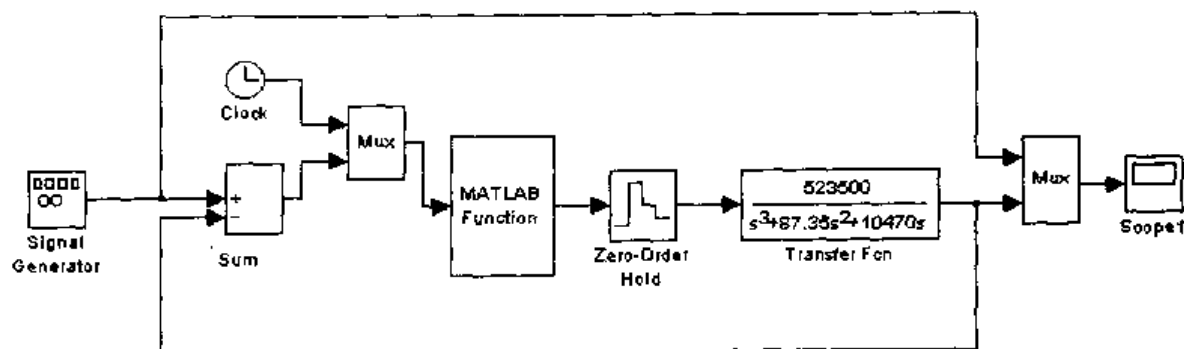 Clock
Mux
Signal
Generator
+
−
Sum
MATLAB
Function
Zero-Order
Hold
523500
s³+87.35s²+10470s
Transfer Fcn
Mux
Scope1